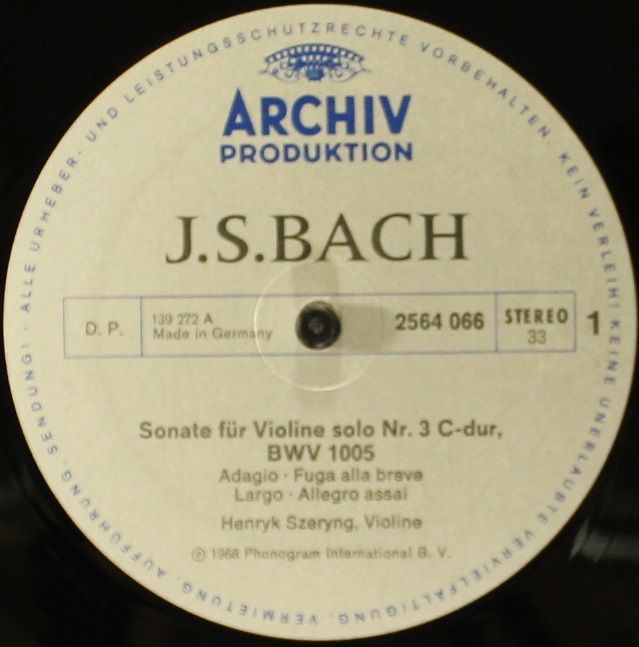 ALLE URHEBER- UND LEISTUNGSSCHUTZRECHTE VORBEHALTEN. KEIN VERLEIH! KEINE UNERLAUBTE VERVIELFÄLTIGUNG, VERMIETUNG, AUFFÜHRUNG, SENDUNG!
ARCHIV
PRODUKTION
J.S.BACH
D. P.
139 272 A
Made in Germany
2564 066
STEREO
33
1
Sonate für Violine solo Nr. 3 C-dur,
BWV 1005
Adagio · Fuga alla breve
Largo · Allegro assai
Henryk Szeryng, Violine
℗ 1968 Phonogram International B. V.